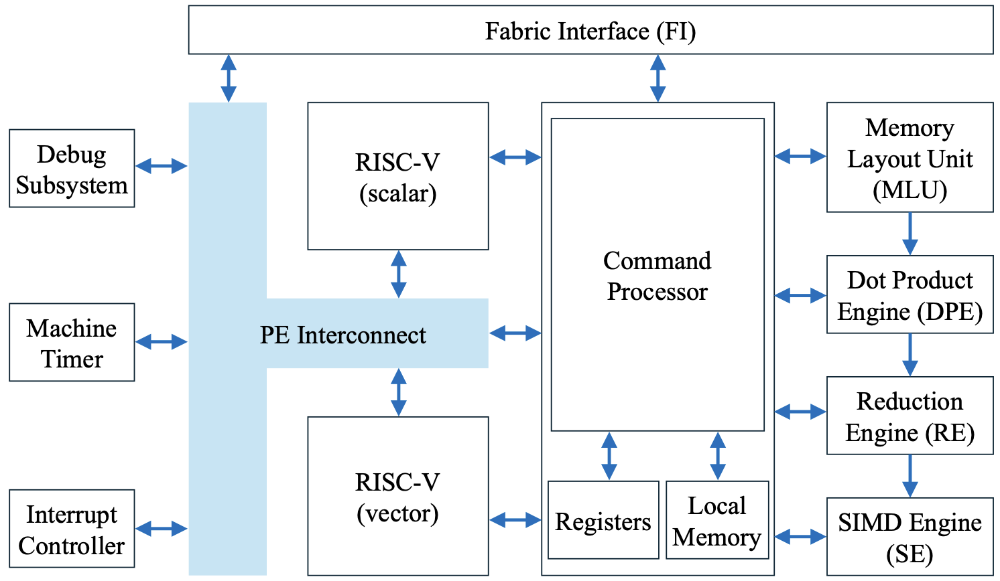 Fabric Interface (FI)
Debug
Subsystem
Machine
Timer
Interrupt
Controller
PE Interconnect
RISC-V
(scalar)
RISC-V
(vector)
Command
Processor
Registers
Local
Memory
Memory
Layout Unit
(MLU)
Dot Product
Engine (DPE)
Reduction
Engine (RE)
SIMD Engine
(SE)